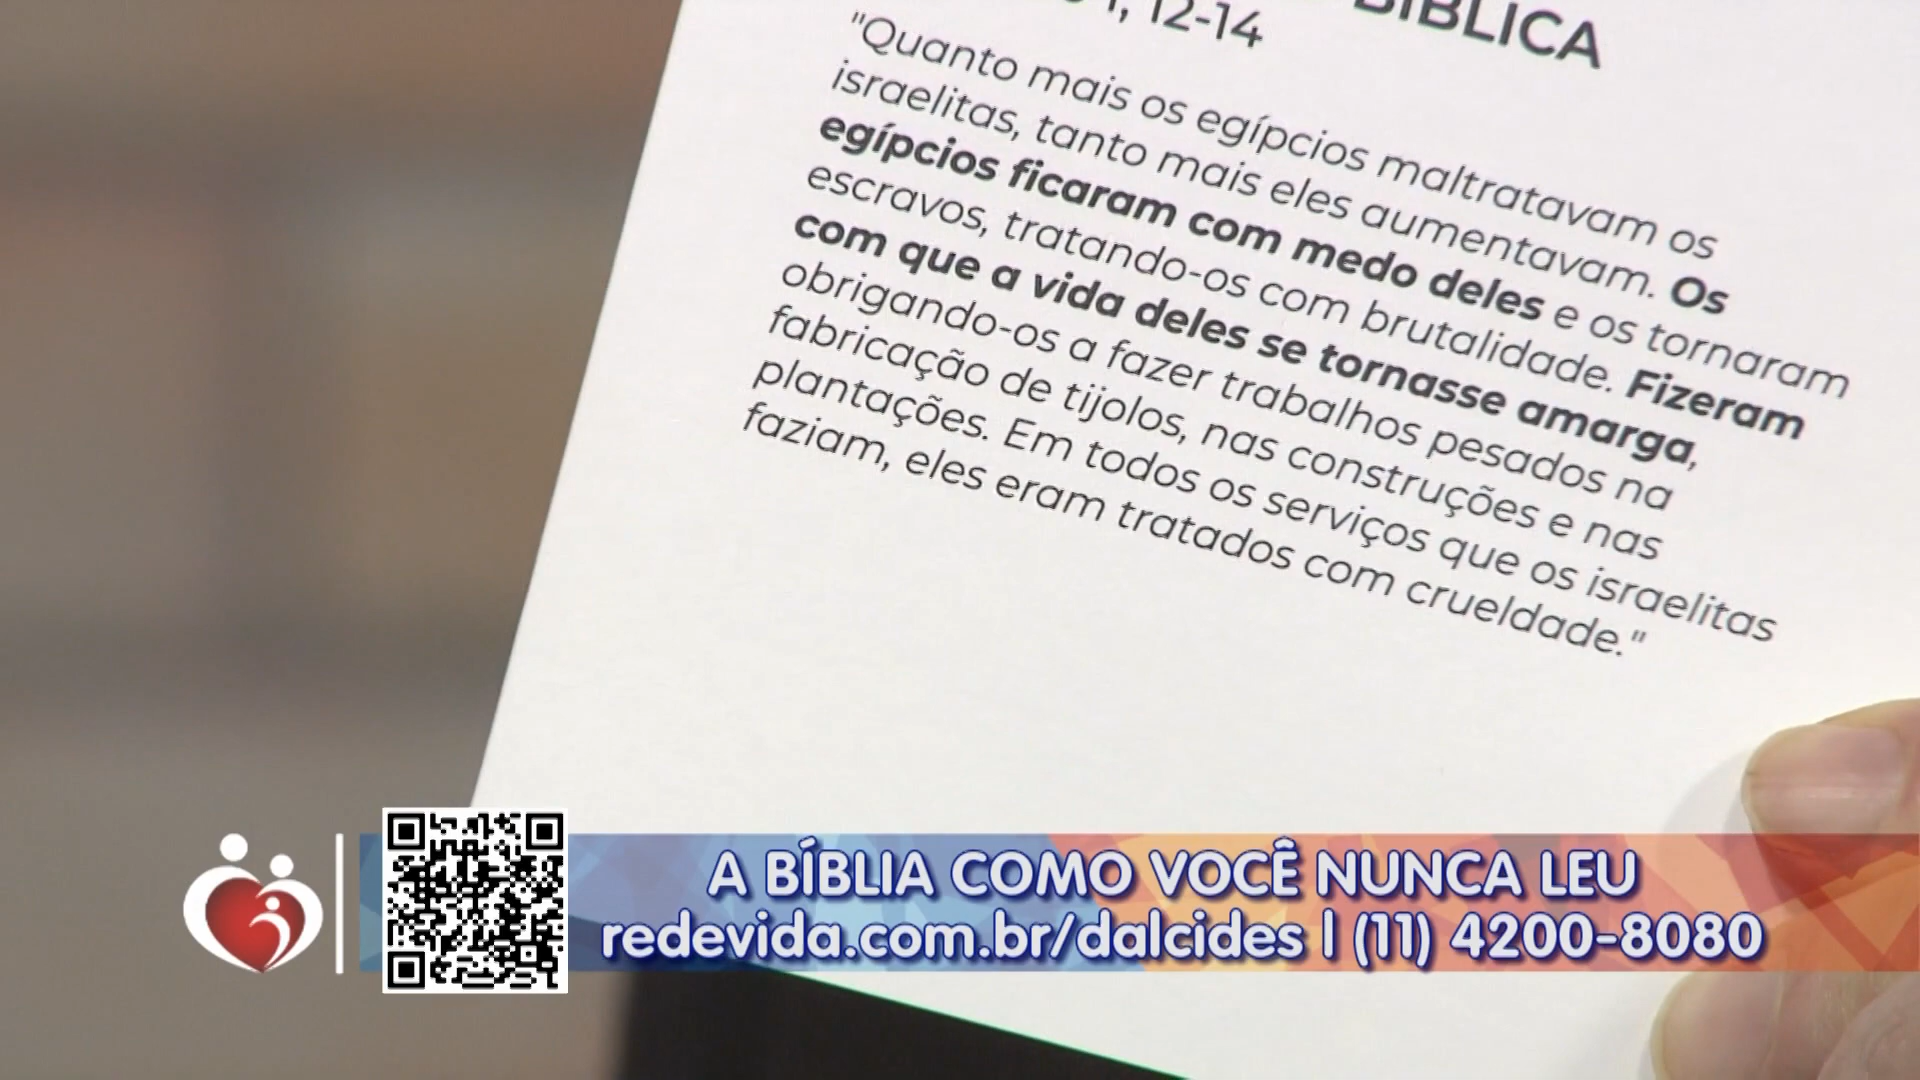 BÍBLICA
1, 12-14
"Quanto mais os egípcios maltratavam os
israelitas, tanto mais eles aumentavam. Os
egípcios ficaram com medo deles e os tornaram
escravos, tratando-os com brutalidade. Fizeram
com que a vida deles se tornasse amarga,
obrigando-os a fazer trabalhos pesados na
fabricação de tijolos, nas construções e nas
plantações. Em todos os serviços que os israelitas
faziam, eles eram tratados com crueldade."
A BÍBLIA COMO VOCÊ NUNCA LEU
redevida.com.br/dalcides | (11) 4200-8080